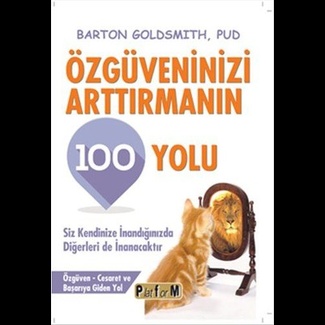 BARTON GOLDSMITH, PUD
ÖZGÜVENİNİZİ
ARTTIRMANIN
100 YOLU
Siz Kendinize İnandığınızda
Diğerleri de İnanacaktır
Özgüven - Cesaret ve
Başarıya Giden Yol
PlatforM